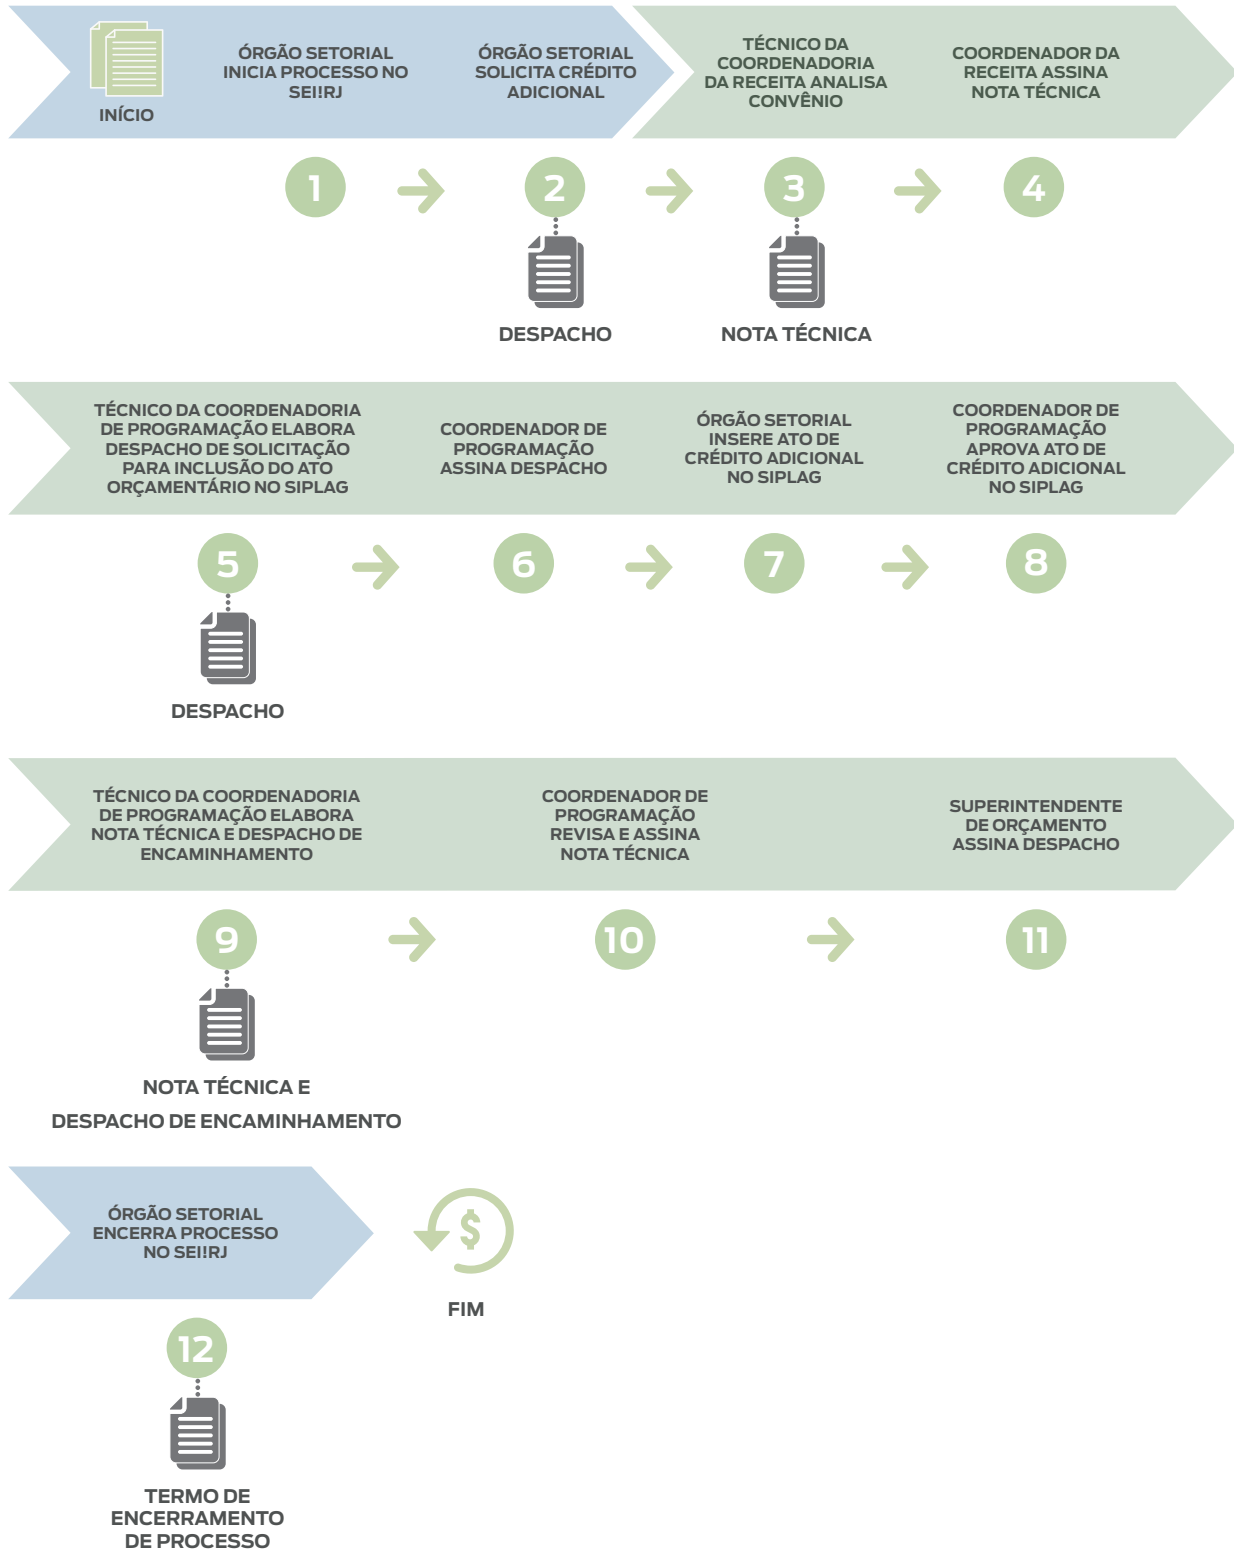 INÍCIO
ÓRGÃO SETORIAL
INICIA PROCESSO NO
SEI!RJ
ÓRGÃO SETORIAL
SOLICITA CRÉDITO
ADICIONAL
TÉCNICO DA
COORDENADORIA
DA RECEITA ANALISA
CONVÊNIO
COORDENADOR DA
RECEITA ASSINA
NOTA TÉCNICA
1
2
3
4
DESPACHO
NOTA TÉCNICA
TÉCNICO DA COORDENADORIA
DE PROGRAMAÇÃO ELABORA
DESPACHO DE SOLICITAÇÃO
PARA INCLUSÃO DO ATO
ORÇAMENTÁRIO NO SIPLAG
COORDENADOR DE
PROGRAMAÇÃO
ASSINA DESPACHO
ÓRGÃO SETORIAL
INSERE ATO DE
CRÉDITO ADICIONAL
NO SIPLAG
COORDENADOR DE
PROGRAMAÇÃO
APROVA ATO DE
CRÉDITO ADICIONAL
NO SIPLAG
5
6
7
8
DESPACHO
TÉCNICO DA COORDENADORIA
DE PROGRAMAÇÃO ELABORA
NOTA TÉCNICA E DESPACHO DE
ENCAMINHAMENTO
COORDENADOR DE
PROGRAMAÇÃO
REVISA E ASSINA
NOTA TÉCNICA
SUPERINTENDENTE
DE ORÇAMENTO
ASSINA DESPACHO
9
10
11
NOTA TÉCNICA E
DESPACHO DE ENCAMINHAMENTO
ÓRGÃO SETORIAL
ENCERRA PROCESSO
NO SEI!RJ
$
FIM
12
TERMO DE
ENCERRAMENTO
DE PROCESSO